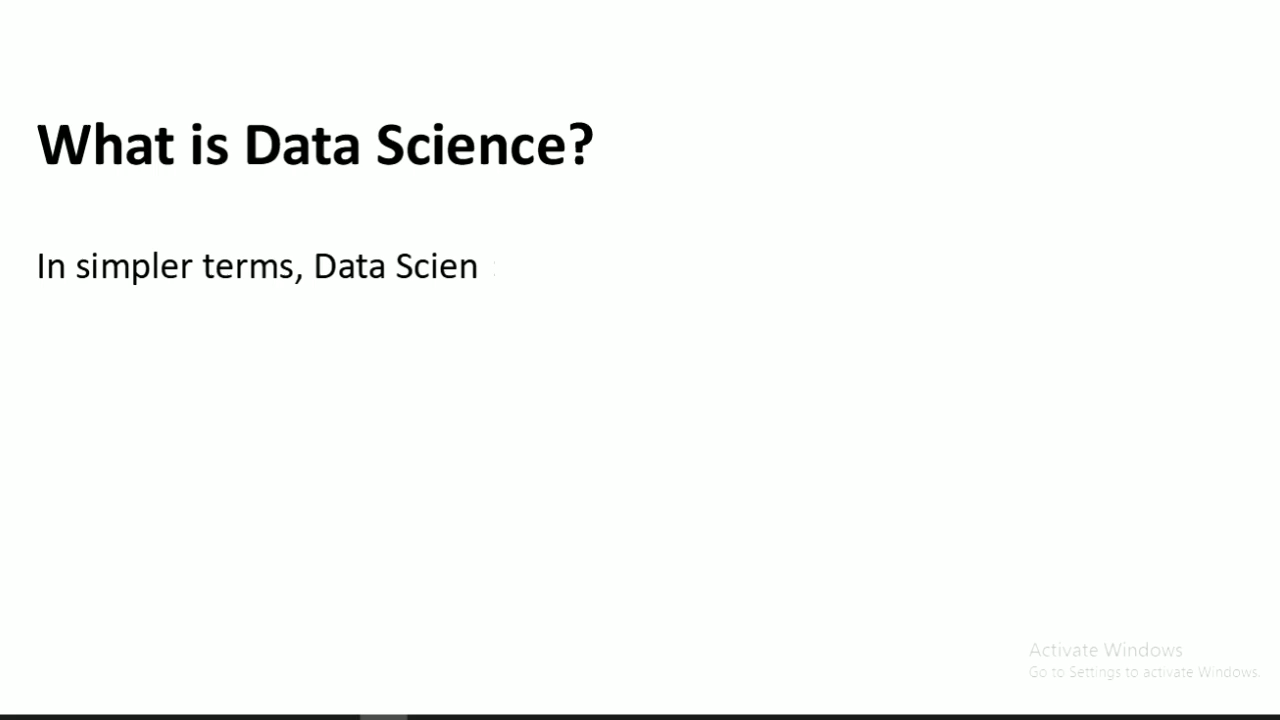 What is Data Science?
In simpler terms, Data Scien
Activate Windows
Go to Settings to activate Windows.